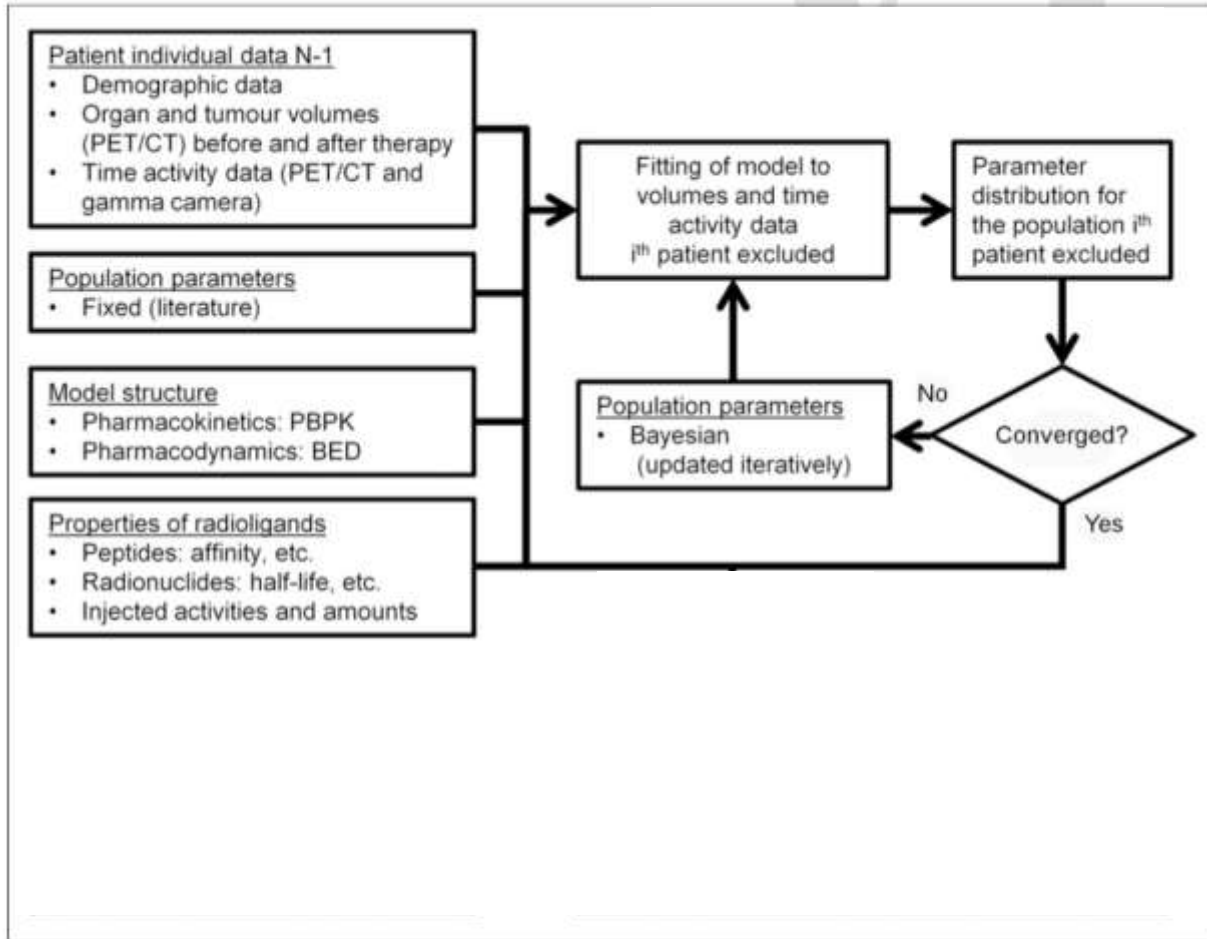 Patient individual data N-1
• Demographic data
• Organ and tumour volumes
(PET/CT) before and after therapy
• Time activity data (PET/CT and
gamma camera)
Population parameters
• Fixed (literature)
Model structure
• Pharmacokinetics: PBPK
• Pharmacodynamics: BED
Properties of radioligands
• Peptides: affinity, etc.
• Radionuclides: half-life, etc.
• Injected activities and amounts
Fitting of model to
volumes and time
activity data
ith patient excluded
Parameter
distribution for
the population ith
patient excluded
Population parameters
• Bayesian
(updated iteratively)
No
Converged?
Yes